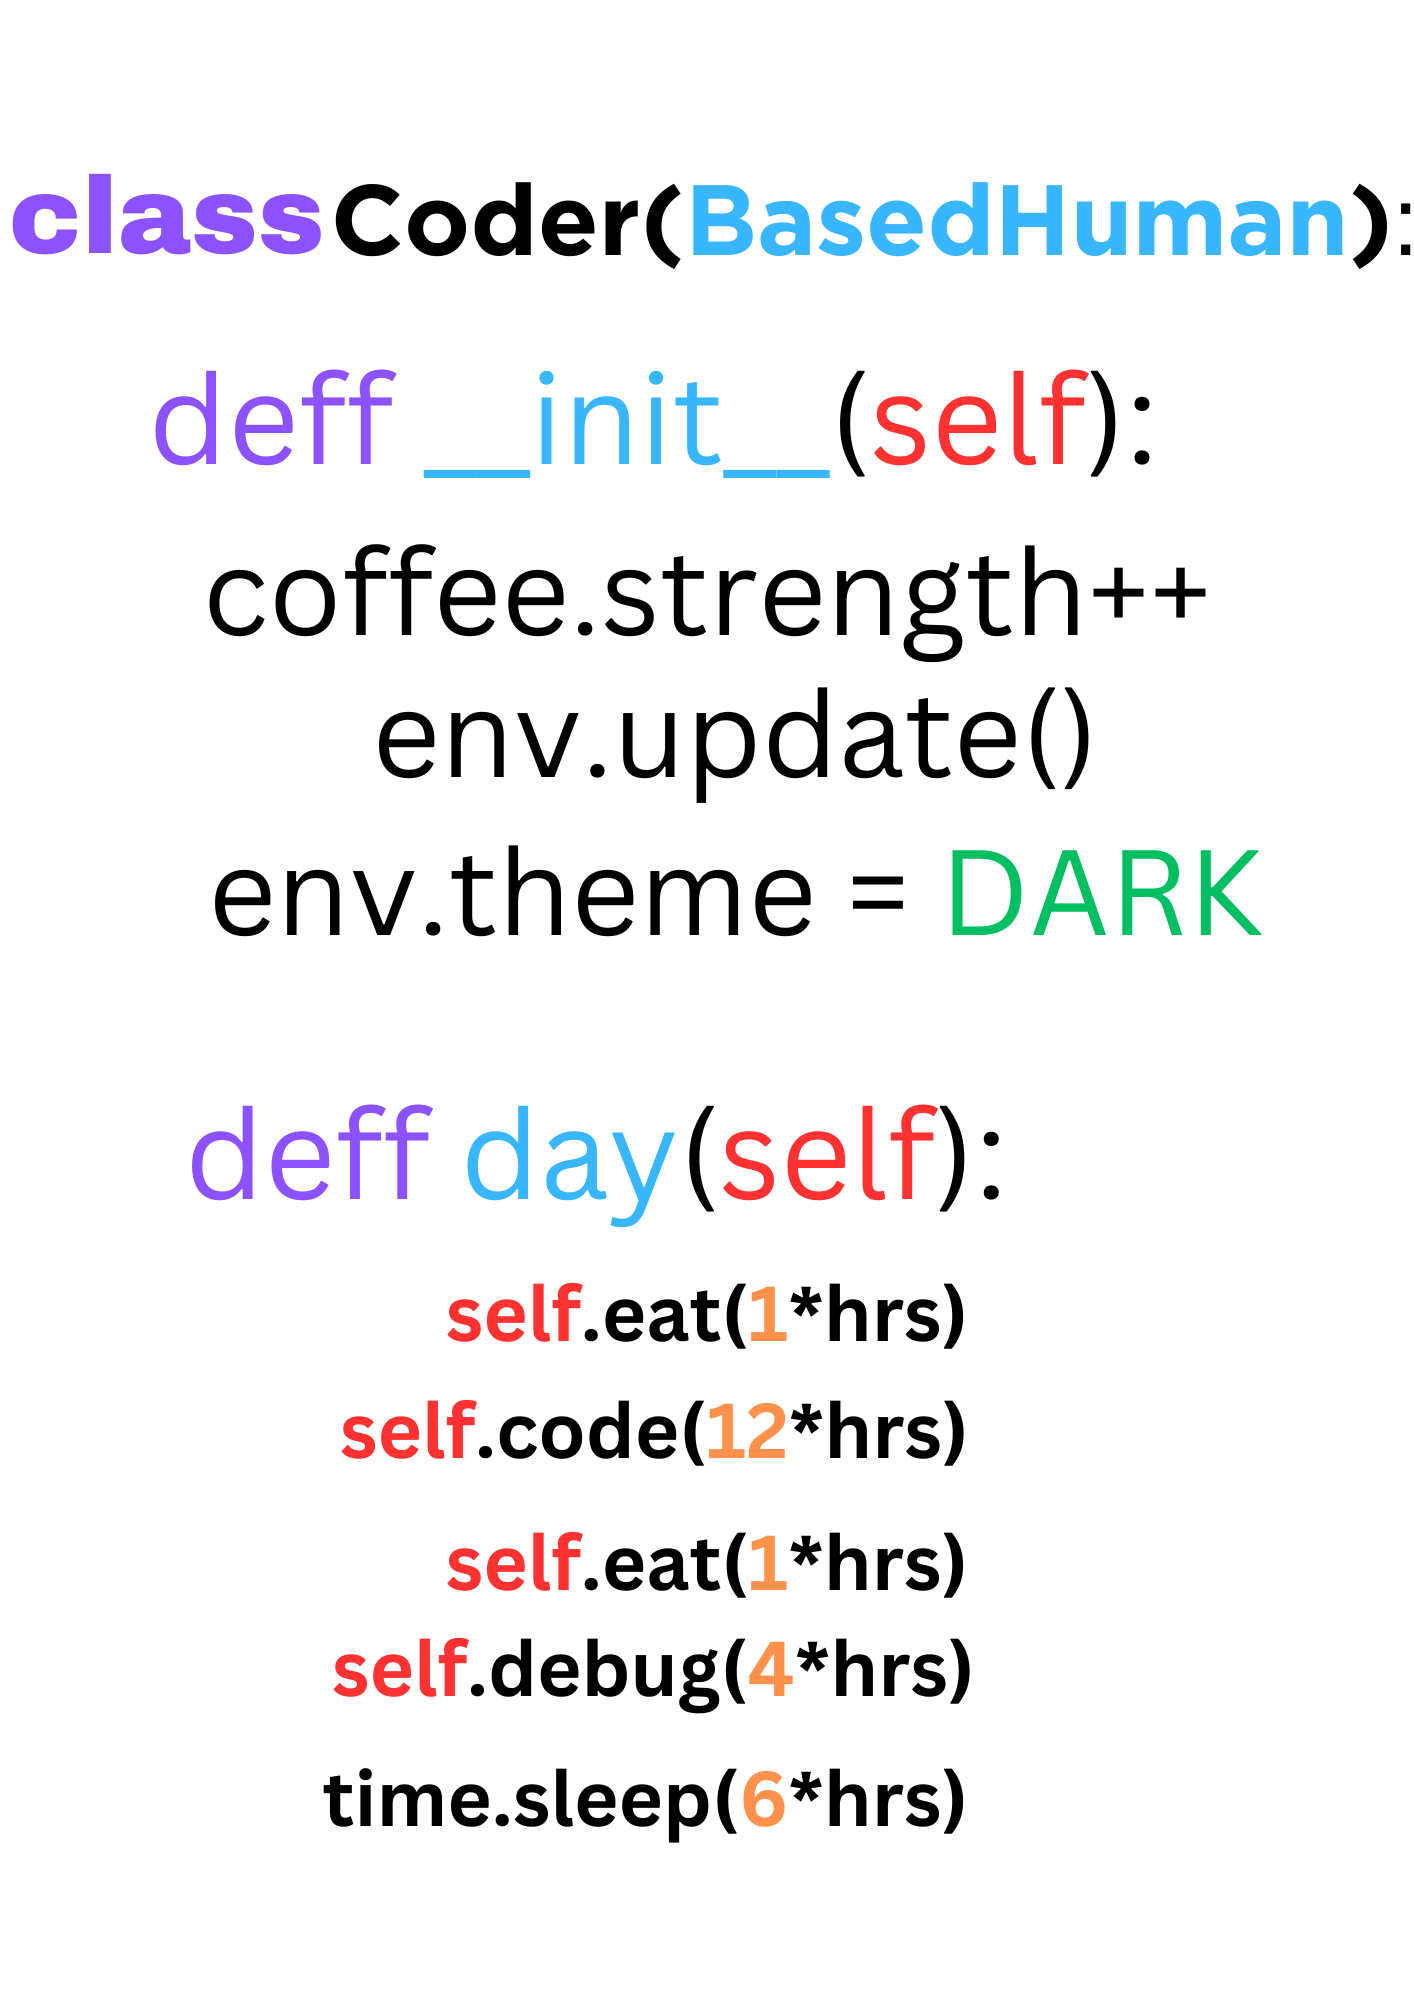 class Coder(BasedHuman):
deff __init__(self):
coffee.strength++
env.update()
env.theme = DARK
deff day(self):
self.eat(1*hrs)
self.code(12*hrs)
self.eat(1*hrs)
self.debug(4*hrs)
time.sleep(6*hrs)